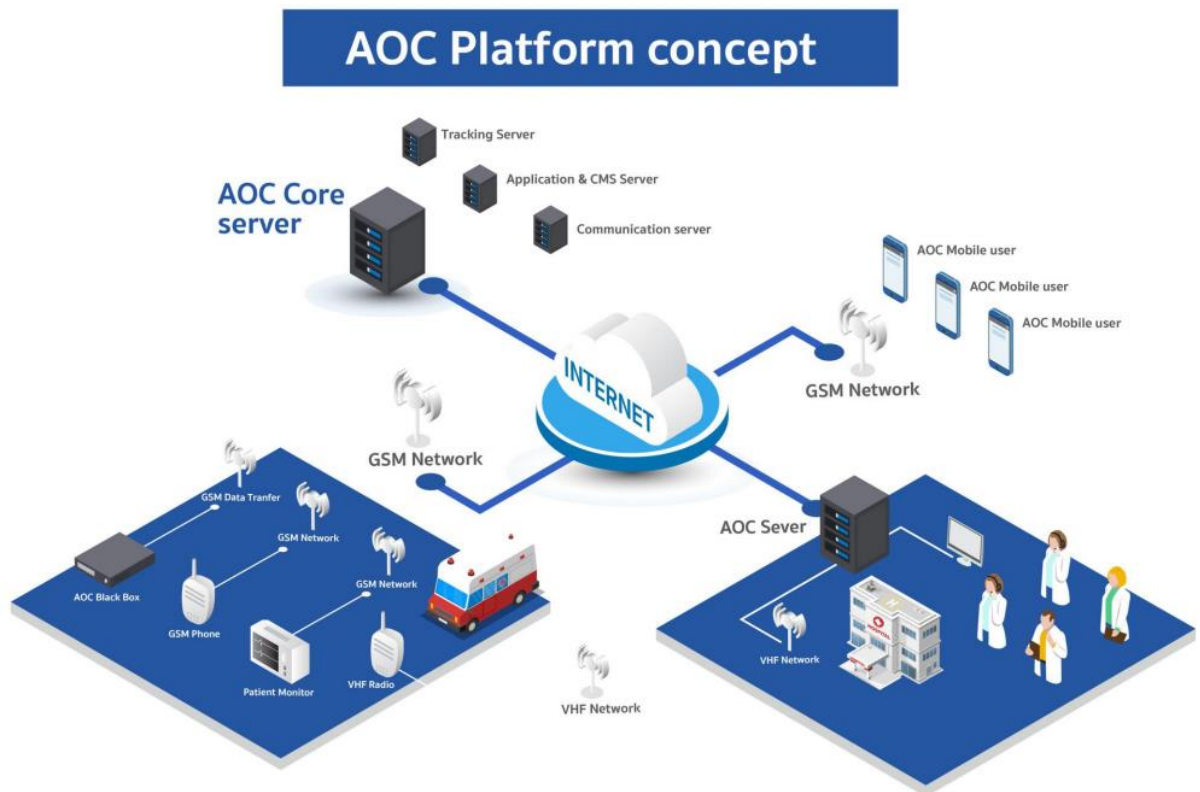 AOC Platform concept
Tracking Server
AOC Core
server
Application & CMS Server
Communication server
AOC Mobile user
AOC Mobile user
AOC Mobile user
INTERNET
GSM Network
GSM Network
GSM Data Tranfer
GSM Network
GSM Network
AOC Black Box
GSM Phone
Patient Monitor
VHF Radio
VHF Network
AOC Sever
VHF Network
H
HOSPITAL